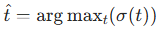 t̂ = arg max_t(σ(t))